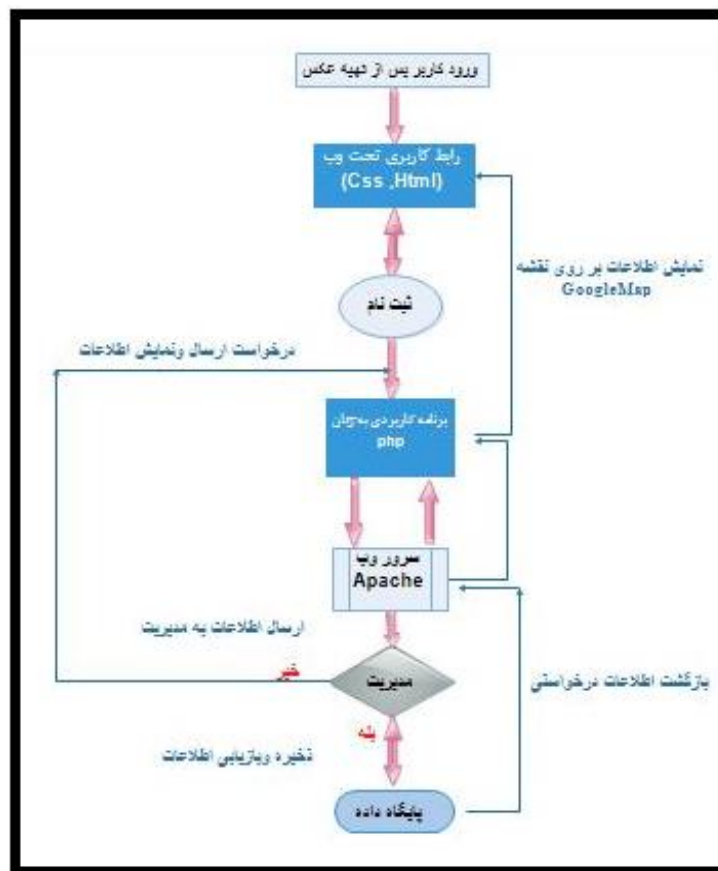 ورود کاربر پس از تهیه عکس
رابط کاربری تحت وب
(Css ,Html)
نمایش اطلاعات بر روی نقشه
GoogleMap
ثبت نام
درخواست ارسال ونمایش اطلاعات
برنامه کاربردی به زبان
php
سرور وب
Apache
ارسال اطلاعات به مدیریت
خیر
مدیریت
بازگشت اطلاعات درخواستی
بله
ذخیره وبازیابی اطلاعات
پایگاه داده